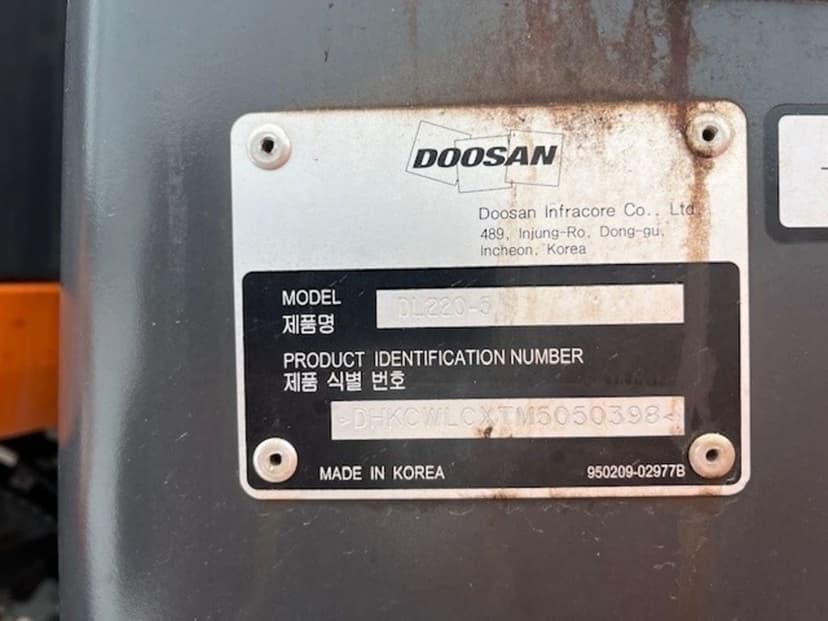 DOOSAN
Doosan Infracore Co., Ltd.
489, Injung-Ro, Dong-gu,
Incheon, Korea
MODEL
제품명
DL220-5
PRODUCT IDENTIFICATION NUMBER
제품 식별 번호
>DHKCWLCXTM5050398<
MADE IN KOREA
950209-02977B